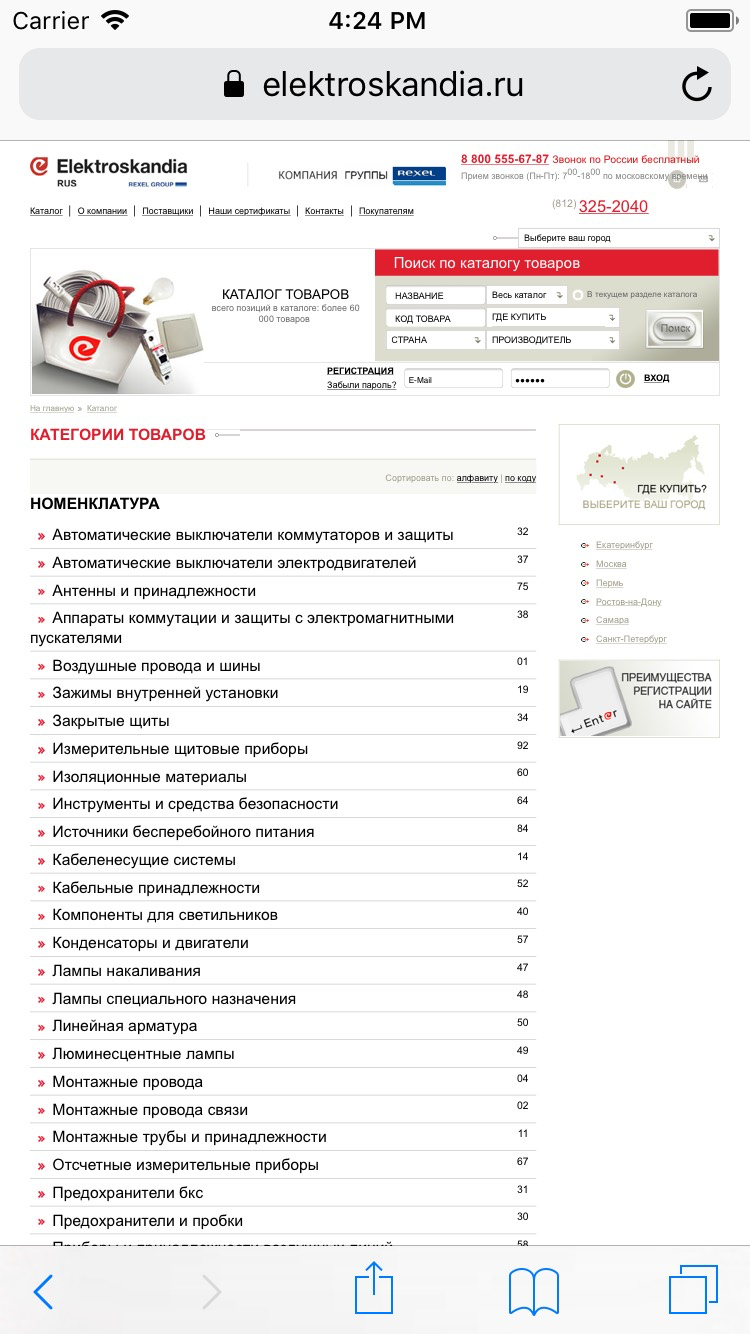 Carrier 4:24 PM
elektroskandia.ru
Elektroskandia
RUS REXEL GROUP
КОМПАНИЯ ГРУППЫ REXEL
8 800 555-67-87 Звонок по России бесплатный
Прием звонков (Пн-Пт): 700-1800 по московскому времени
(812) 325-2040
Каталог | О компании | Поставщики | Наши сертификаты | Контакты | Покупателям
Выберите ваш город
КАТАЛОГ ТОВАРОВ
всего позиций в каталоге: более 60
000 товаров
Поиск по каталогу товаров
НАЗВАНИЕ Весь каталог В текущем разделе каталога
КОД ТОВАРА ГДЕ КУПИТЬ
СТРАНА ПРОИЗВОДИТЕЛЬ
Поиск
РЕГИСТРАЦИЯ
Забыли пароль?
E-Mail •••••• ВХОД
На главную » Каталог
КАТЕГОРИИ ТОВАРОВ
Сортировать по: алфавиту | по коду
НОМЕНКЛАТУРА
» Автоматические выключатели коммутаторов и защиты 32
» Автоматические выключатели электродвигателей 37
» Антенны и принадлежности 75
» Аппараты коммутации и защиты с электромагнитными 38
пускателями
» Воздушные провода и шины 01
» Зажимы внутренней установки 19
» Закрытые щиты 34
» Измерительные щитовые приборы 92
» Изоляционные материалы 60
» Инструменты и средства безопасности 64
» Источники бесперебойного питания 84
» Кабеленесущие системы 14
» Кабельные принадлежности 52
» Компоненты для светильников 40
» Конденсаторы и двигатели 57
» Лампы накаливания 47
» Лампы специального назначения 48
» Линейная арматура 50
» Люминесцентные лампы 49
» Монтажные провода 04
» Монтажные провода связи 02
» Монтажные трубы и принадлежности 11
» Отсчетные измерительные приборы 67
» Предохранители бкс 31
» Предохранители и пробки 30
» Приборы и принадлежности воздушных линий 58
ГДЕ КУПИТЬ?
ВЫБЕРИТЕ ВАШ ГОРОД
Екатеринбург
Москва
Пермь
Ростов-на-Дону
Самара
Санкт-Петербург
ПРЕИМУЩЕСТВА
РЕГИСТРАЦИИ
НА САЙТЕ
Enter